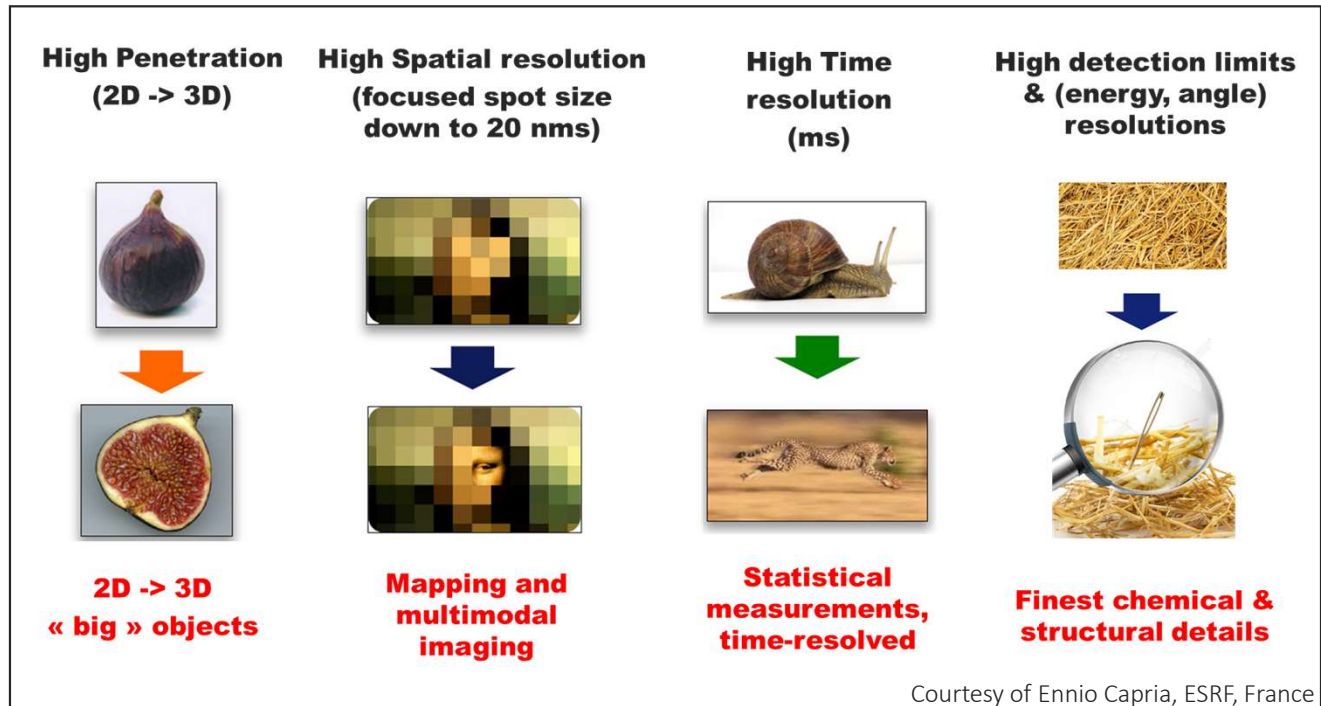 High Penetration
(2D -> 3D)
High Spatial resolution
(focused spot size
down to 20 nms)
High Time
resolution
(ms)
High detection limits
& (energy, angle)
resolutions
2D -> 3D
« big » objects
Mapping and
multimodal
imaging
Statistical
measurements,
time-resolved
Finest chemical &
structural details
Courtesy of Ennio Capria, ESRF, France